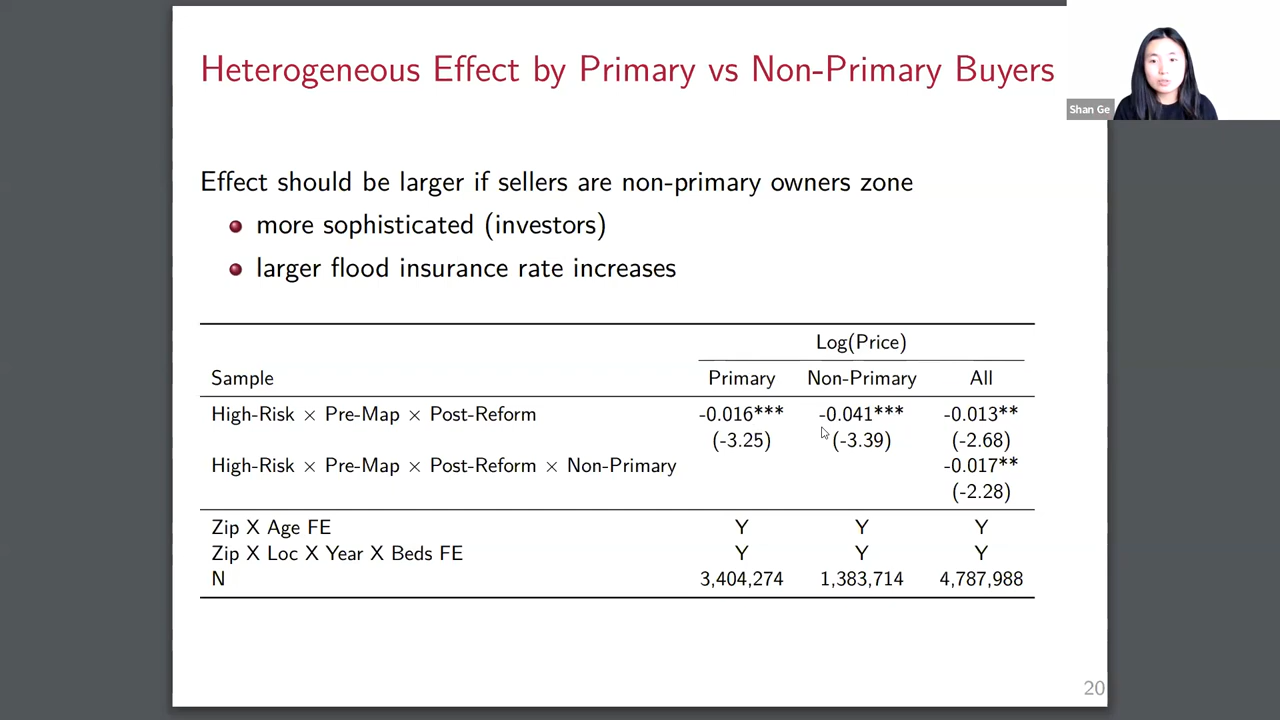 Heterogeneous Effect by Primary vs Non-Primary Buyers
Shan Ge
Effect should be larger if sellers are non-primary owners zone
more sophisticated (investors)
larger flood insurance rate increases
Log(Price)
Sample Primary Non-Primary All
High-Risk × Pre-Map × Post-Reform -0.016*** -0.041*** -0.013**
(-3.25) (-3.39) (-2.68)
High-Risk × Pre-Map × Post-Reform × Non-Primary -0.017**
(-2.28)
Zip X Age FE Y Y Y
Zip X Loc X Year X Beds FE Y Y Y
N 3,404,274 1,383,714 4,787,988
20